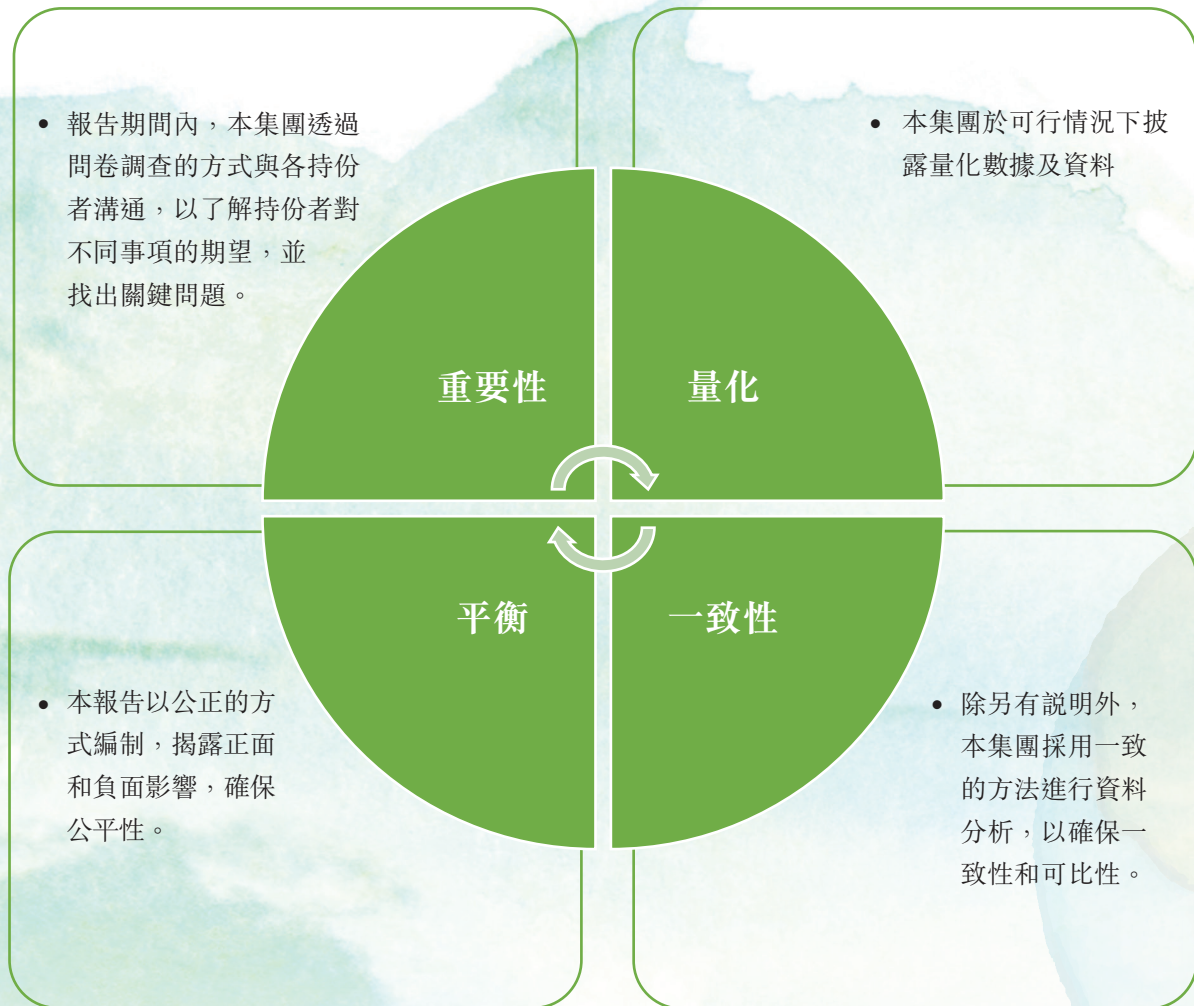 • 報告期間內，本集團透過
問卷調查的方式與各持份
者溝通，以了解持份者對
不同事項的期望，並
找出關鍵問題。
重要性
• 本集團於可行情況下披
露量化數據及資料
量化
平衡
• 本報告以公正的方
式編制，揭露正面
和負面影響，確保
公平性。
一致性
• 除另有説明外，
本集團採用一致
的方法進行資料
分析，以確保一
致性和可比性。